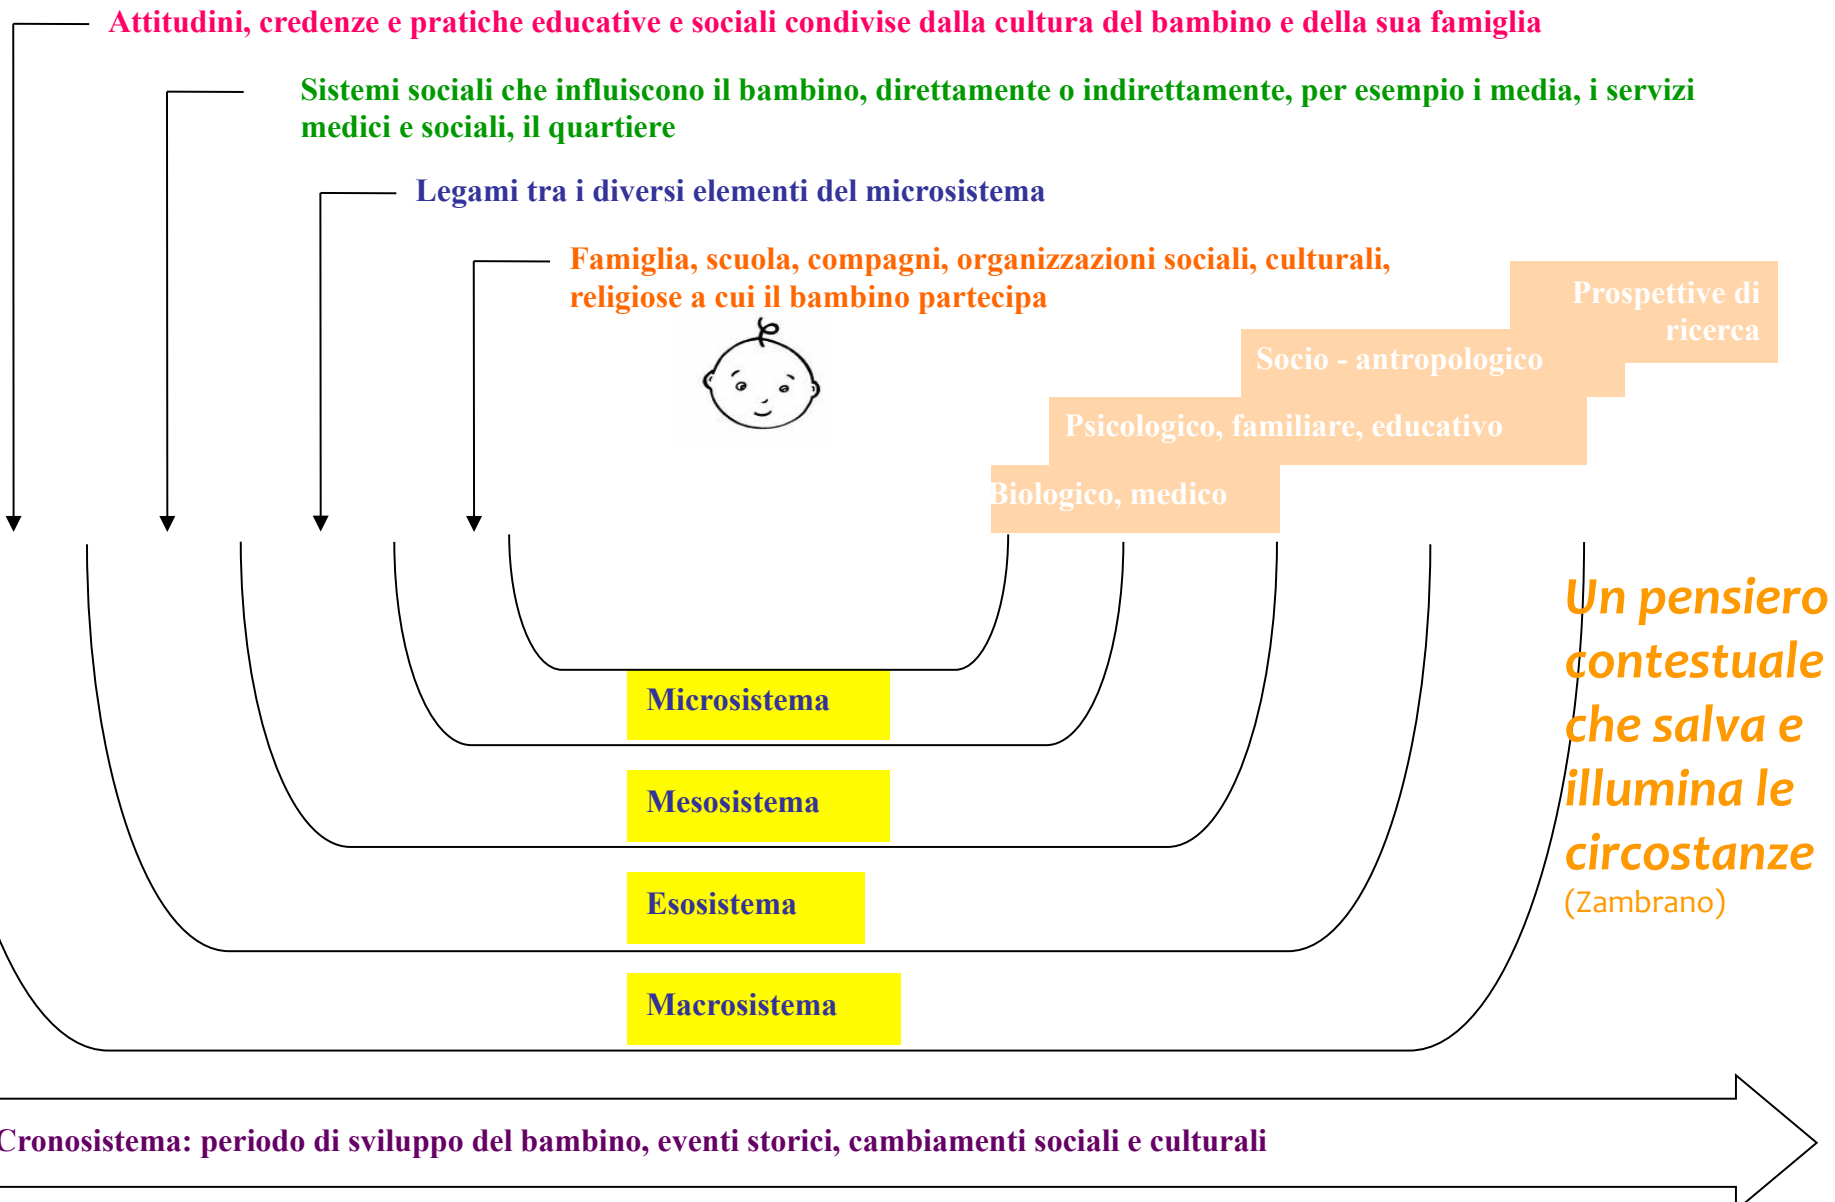 Attitudini, credenze e pratiche educative e sociali condivise dalla cultura del bambino e della sua famiglia
Sistemi sociali che influiscono il bambino, direttamente o indirettamente, per esempio i media, i servizi
medici e sociali, il quartiere
Legami tra i diversi elementi del microsistema
Famiglia, scuola, compagni, organizzazioni sociali, culturali,
religiose a cui il bambino partecipa
Prospettive di
ricerca
Socio - antropologico
Psicologico, familiare, educativo
Biologico, medico
Un pensiero
contestuale
che salva e
illumina le
circostanze
(Zambrano)
Microsistema
Mesosistema
Esosistema
Macrosistema
Cronosistema: periodo di sviluppo del bambino, eventi storici, cambiamenti sociali e culturali